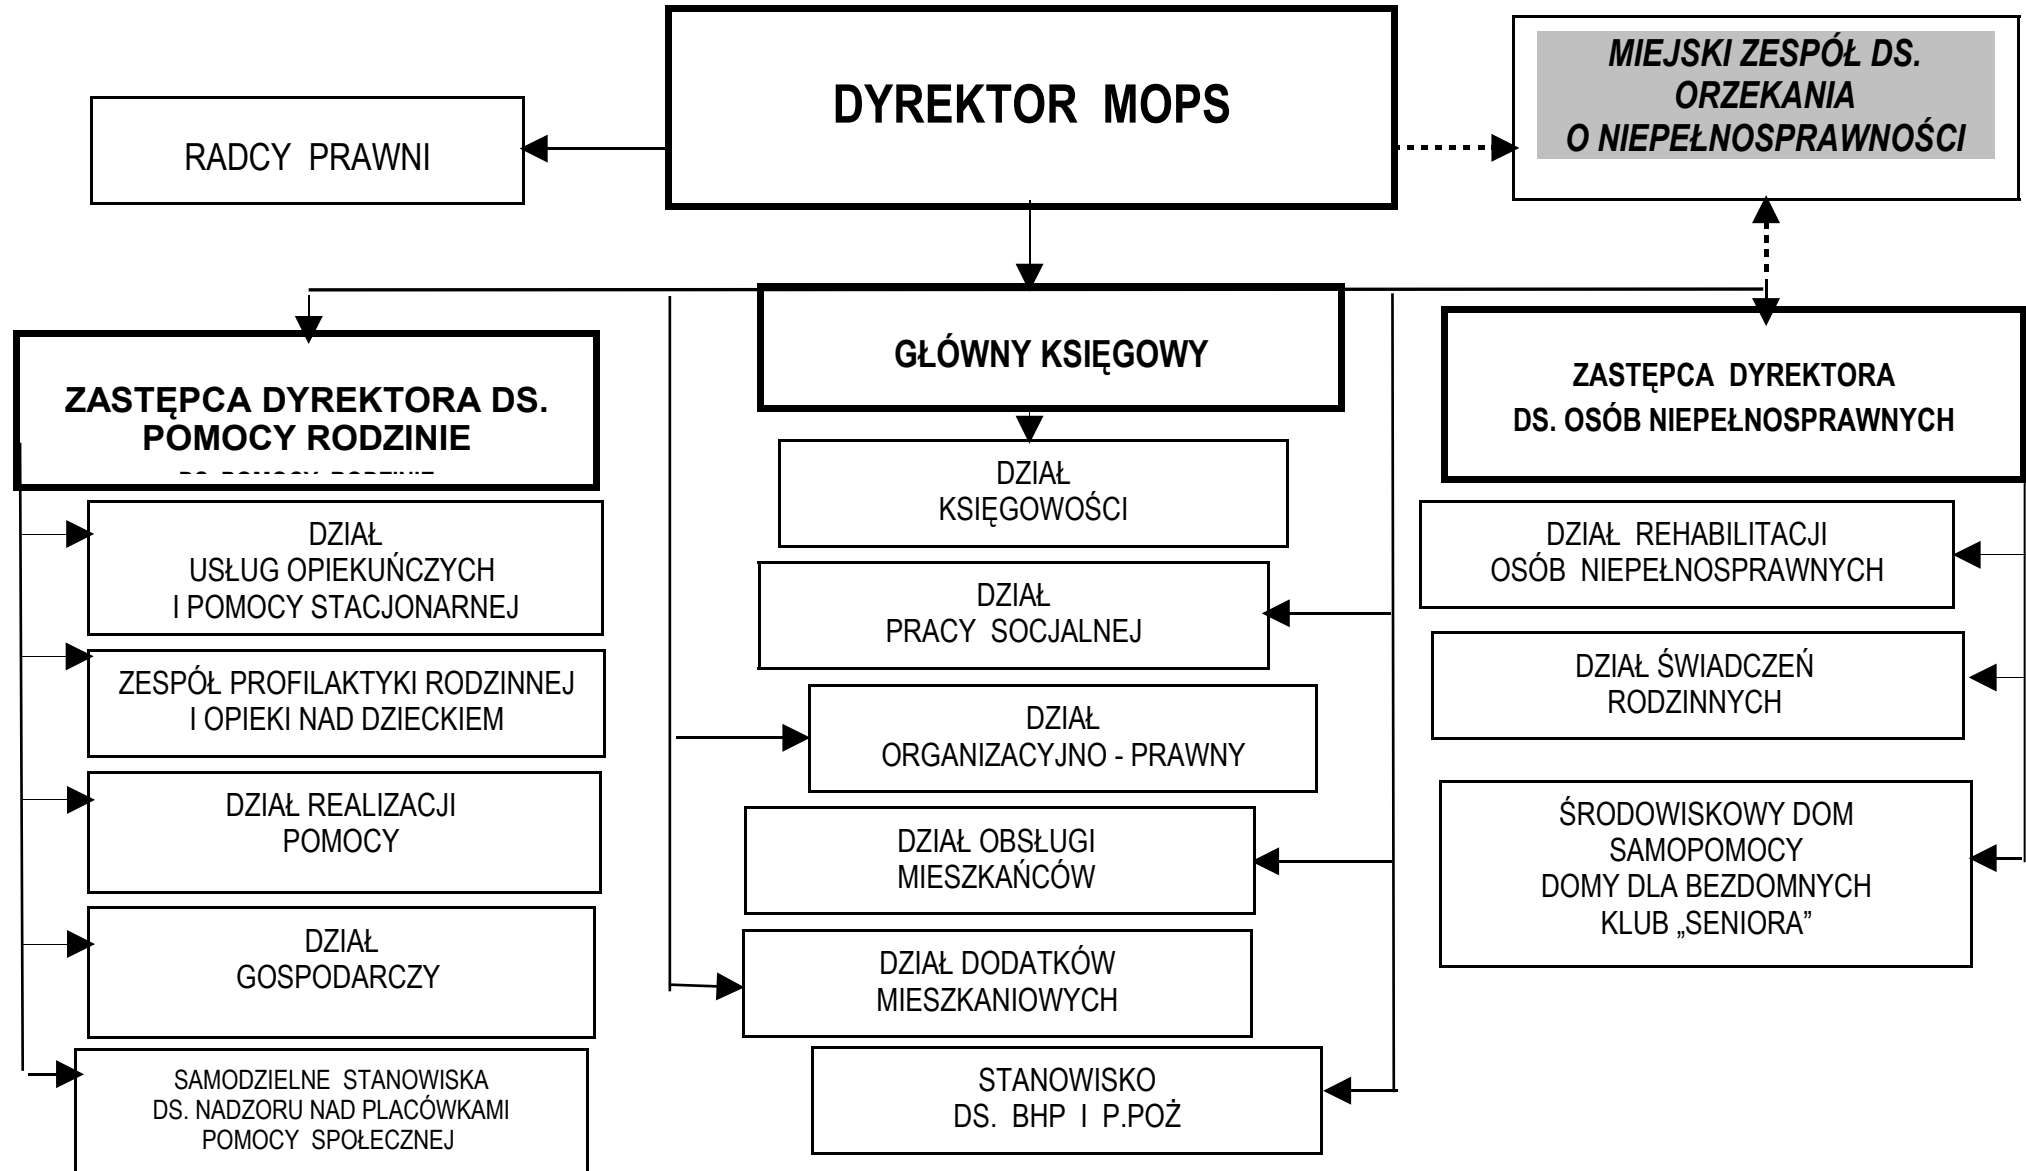 DYREKTOR MOPS
MIEJSKI ZESPÓŁ DS.
ORZEKANIA
O NIEPEŁNOSPRAWNOŚCI
RADCY PRAWNI
ZASTĘPCA DYREKTORA DS.
POMOCY RODZINIE
DS. POMOCY RODZINIE
GŁÓWNY KSIĘGOWY
ZASTĘPCA DYREKTORA
DS. OSÓB NIEPEŁNOSPRAWNYCH
DZIAŁ
USŁUG OPIEKUŃCZYCH
I POMOCY STACJONARNEJ
ZESPÓŁ PROFILAKTYKI RODZINNEJ
I OPIEKI NAD DZIECKIEM
DZIAŁ REALIZACJI
POMOCY
DZIAŁ
GOSPODARCZY
SAMODZIELNE STANOWISKA
DS. NADZORU NAD PLACÓWKAMI
POMOCY SPOŁECZNEJ
DZIAŁ
KSIĘGOWOŚCI
DZIAŁ
PRACY SOCJALNEJ
DZIAŁ
ORGANIZACYJNO - PRAWNY
DZIAŁ OBSŁUGI
MIESZKAŃCÓW
DZIAŁ DODATKÓW
MIESZKANIOWYCH
STANOWISKO
DS. BHP I P.POŻ
DZIAŁ REHABILITACJI
OSÓB NIEPEŁNOSPRAWNYCH
DZIAŁ ŚWIADCZEŃ
RODZINNYCH
ŚRODOWISKOWY DOM
SAMOPOMOCY
DOMY DLA BEZDOMNYCH
KLUB „SENIORA”